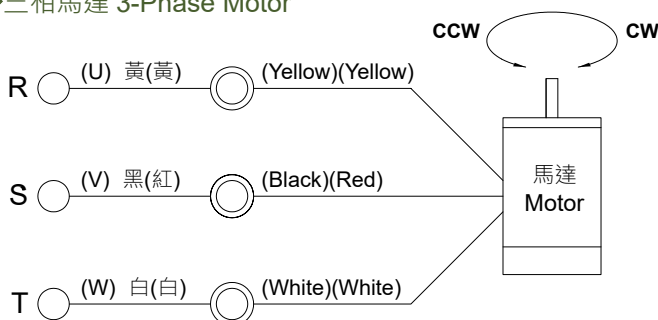 三相馬達 3-Phase Motor
CCW CW
R (U) 黃(黃) (Yellow)(Yellow)
S (V) 黑(紅) (Black)(Red)
馬達
Motor
T (W) 白(白) (White)(White)